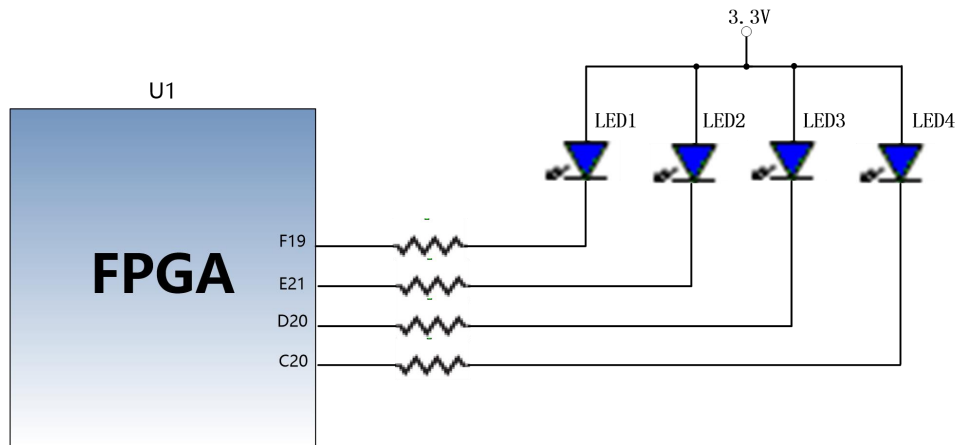 3.3V
U1
LED1
LED2
LED3
LED4
FPGA
F19
E21
D20
C20